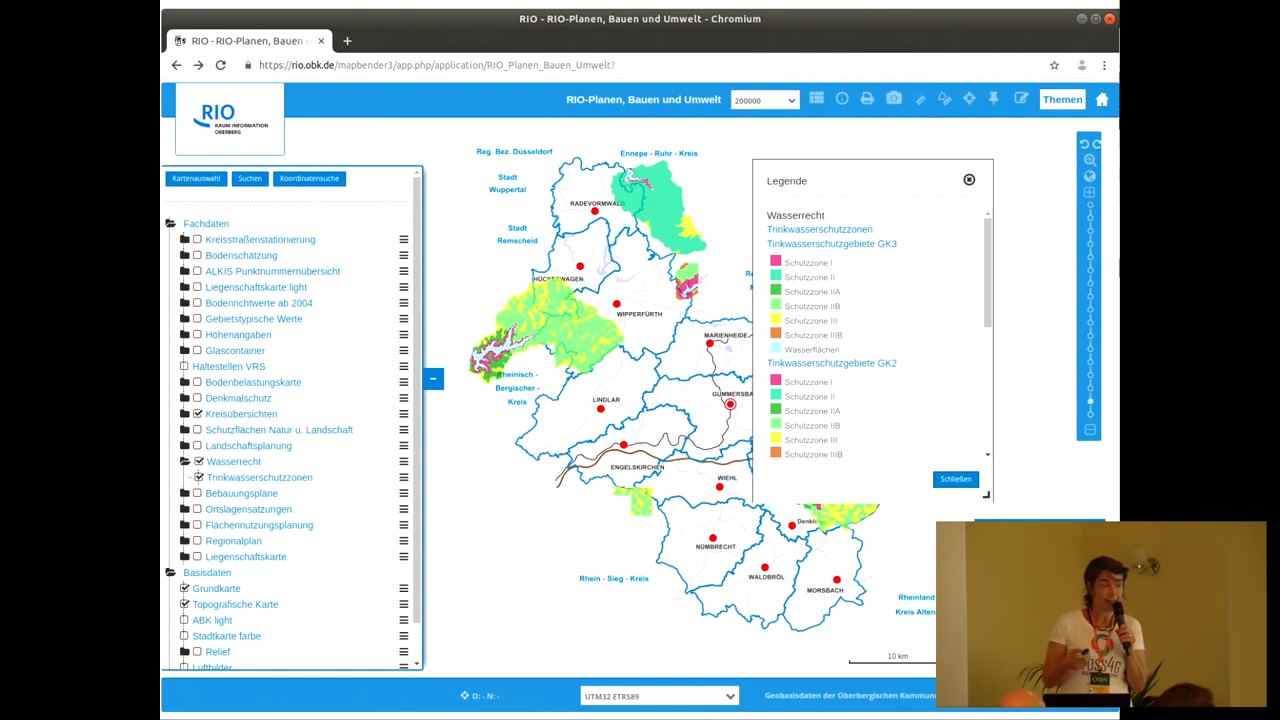 RIO - RIO-Planen, Bauen und Umwelt - Chromium
RIO - RIO-Planen, Bauen
https://rio.obk.de/mapbender3/app.php/application/RIO_Planen_Bauen_Umwelt?
RIO
RAUM INFORMATION
OBERBERG
RIO-Planen, Bauen und Umwelt
200000
Themen
Kartenauswahl
Suchen
Koordinatensuche
Fachdaten
Kreisstraßenstationierung
Bodenschätzung
ALKIS Punktnummernübersicht
Liegenschaftskarte light
Bodenrichtwerte ab 2004
Gebietstypische Werte
Höhenangaben
Glascontainer
Haltestellen VRS
Bodenbelastungskarte
Denkmalschutz
Kreisübersichten
Schutzflächen Natur u. Landschaft
Landschaftsplanung
Wasserrecht
Trinkwasserschutzzonen
Bebauungspläne
Ortslagensatzungen
Flächennutzungsplanung
Regionalplan
Liegenschaftskarte
Basisdaten
Grundkarte
Topografische Karte
ABK light
Stadtkarte farbe
Relief
Luftbilder
Reg. Bez. Düsseldorf
Ennepe - Ruhr - Kreis
Stadt
Wuppertal
RADEVORMWALD
Stadt
Remscheid
HÜCKESWAGEN
WIPPERFÜRTH
MARIENHEIDE
Rheinisch -
Bergischer -
Kreis
GUMMERSBA
LINDLAR
ENGELSKIRCHEN
WIEHL
Denkling
NÜMBRECHT
WALDBRÖL
MORSBACH
Rhein - Sieg - Kreis
Rheinland
Kreis Alten
10 km
Legende
Wasserrecht
Trinkwasserschutzzonen
Tinkwasserschutzgebiete GK3
Schutzzone I
Schutzzone II
Schutzzone IIA
Schutzzone IIB
Schutzzone III
Schutzzone IIIB
Wasserflächen
Tinkwasserschutzgebiete GK2
Schutzzone I
Schutzzone II
Schutzzone IIA
Schutzzone IIB
Schutzzone III
Schutzzone IIIB
Schließen
O: - N: -
UTM32 ETRS89
Geobasisdaten der Oberbergischen Kommun